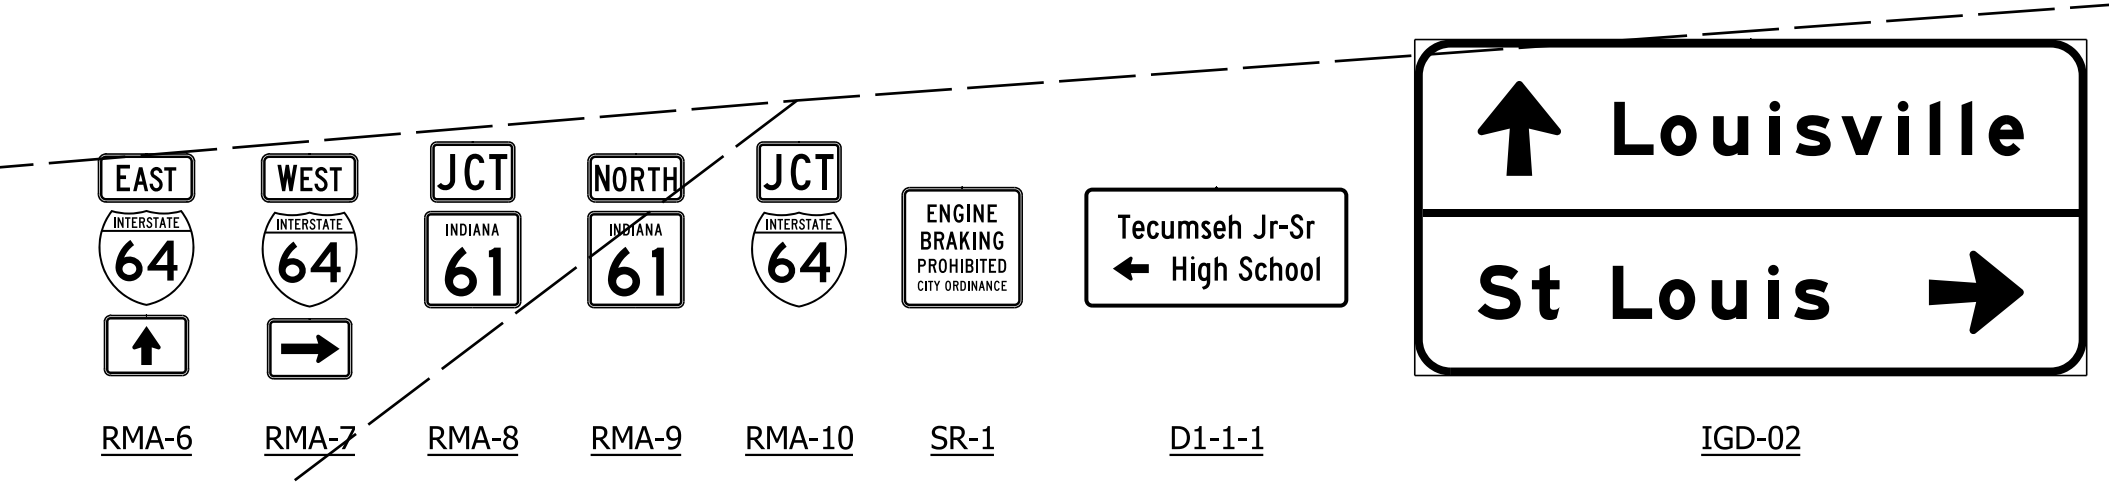 EAST
INTERSTATE
64
RMA-6
WEST
INTERSTATE
64
RMA-7
JCT
INDIANA
61
RMA-8
NORTH
INDIANA
61
RMA-9
JCT
INTERSTATE
64
RMA-10
ENGINE
BRAKING
PROHIBITED
CITY ORDINANCE
SR-1
Tecumseh Jr-Sr
High School
D1-1-1
Louisville
St Louis
IGD-02